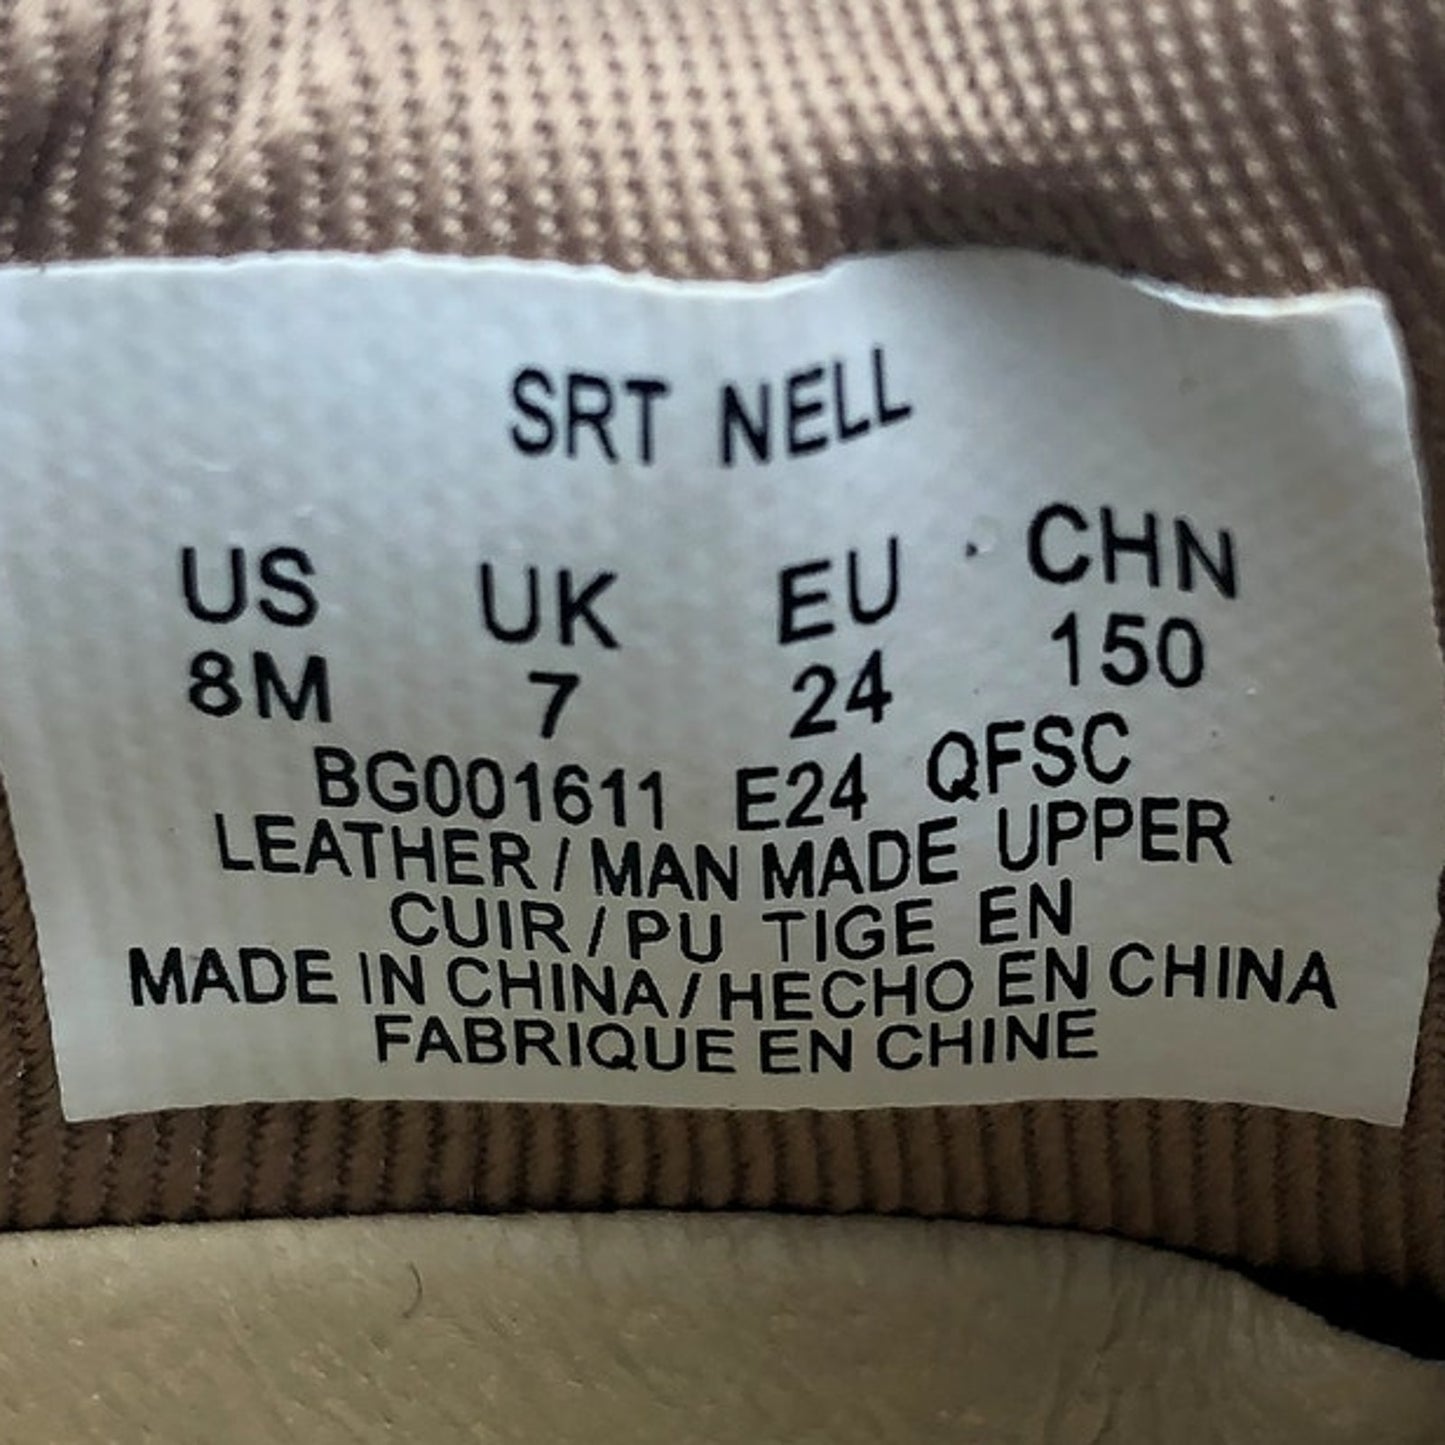 SRT NELL
US UK EU CHN
8M 7 24 150
BG001611 E24 QFSC
LEATHER / MAN MADE UPPER
CUIR / PU TIGE EN
MADE IN CHINA / HECHO EN CHINA
FABRIQUE EN CHINE